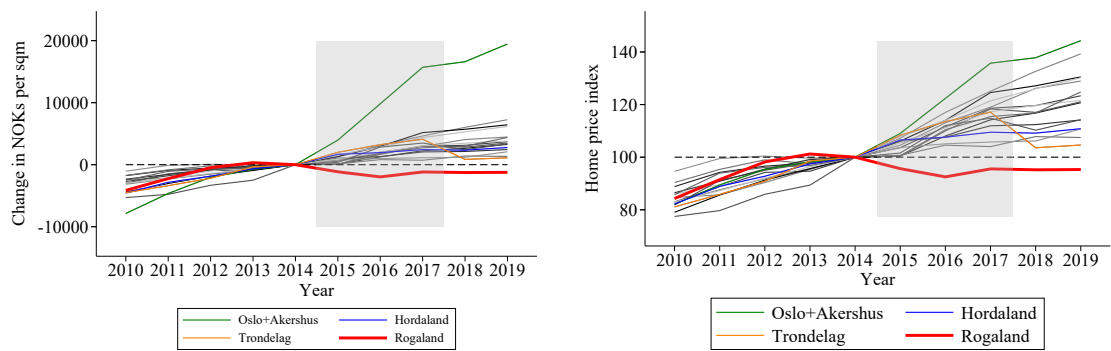 Change in NOKs per sqm
20000
10000
0
-10000
2010 2011 2012 2013 2014 2015 2016 2017 2018 2019
Year
Oslo+Akershus Hordaland
Trondelag Rogaland
Home price index
140
120
100
80
2010 2011 2012 2013 2014 2015 2016 2017 2018 2019
Year
Oslo+Akershus Hordaland
Trondelag Rogaland